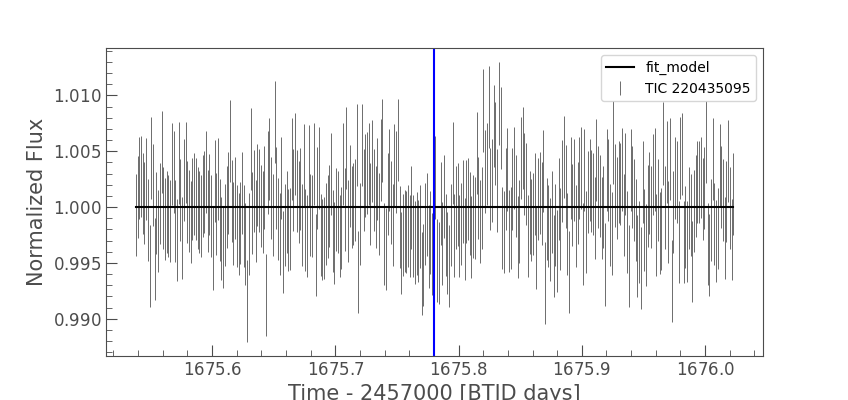 fit_model
TIC 220435095
1.010
1.005
1.000
0.995
0.990
Normalized Flux
1675.6 1675.7 1675.8 1675.9 1676.0
Time - 2457000 [BTJD days]